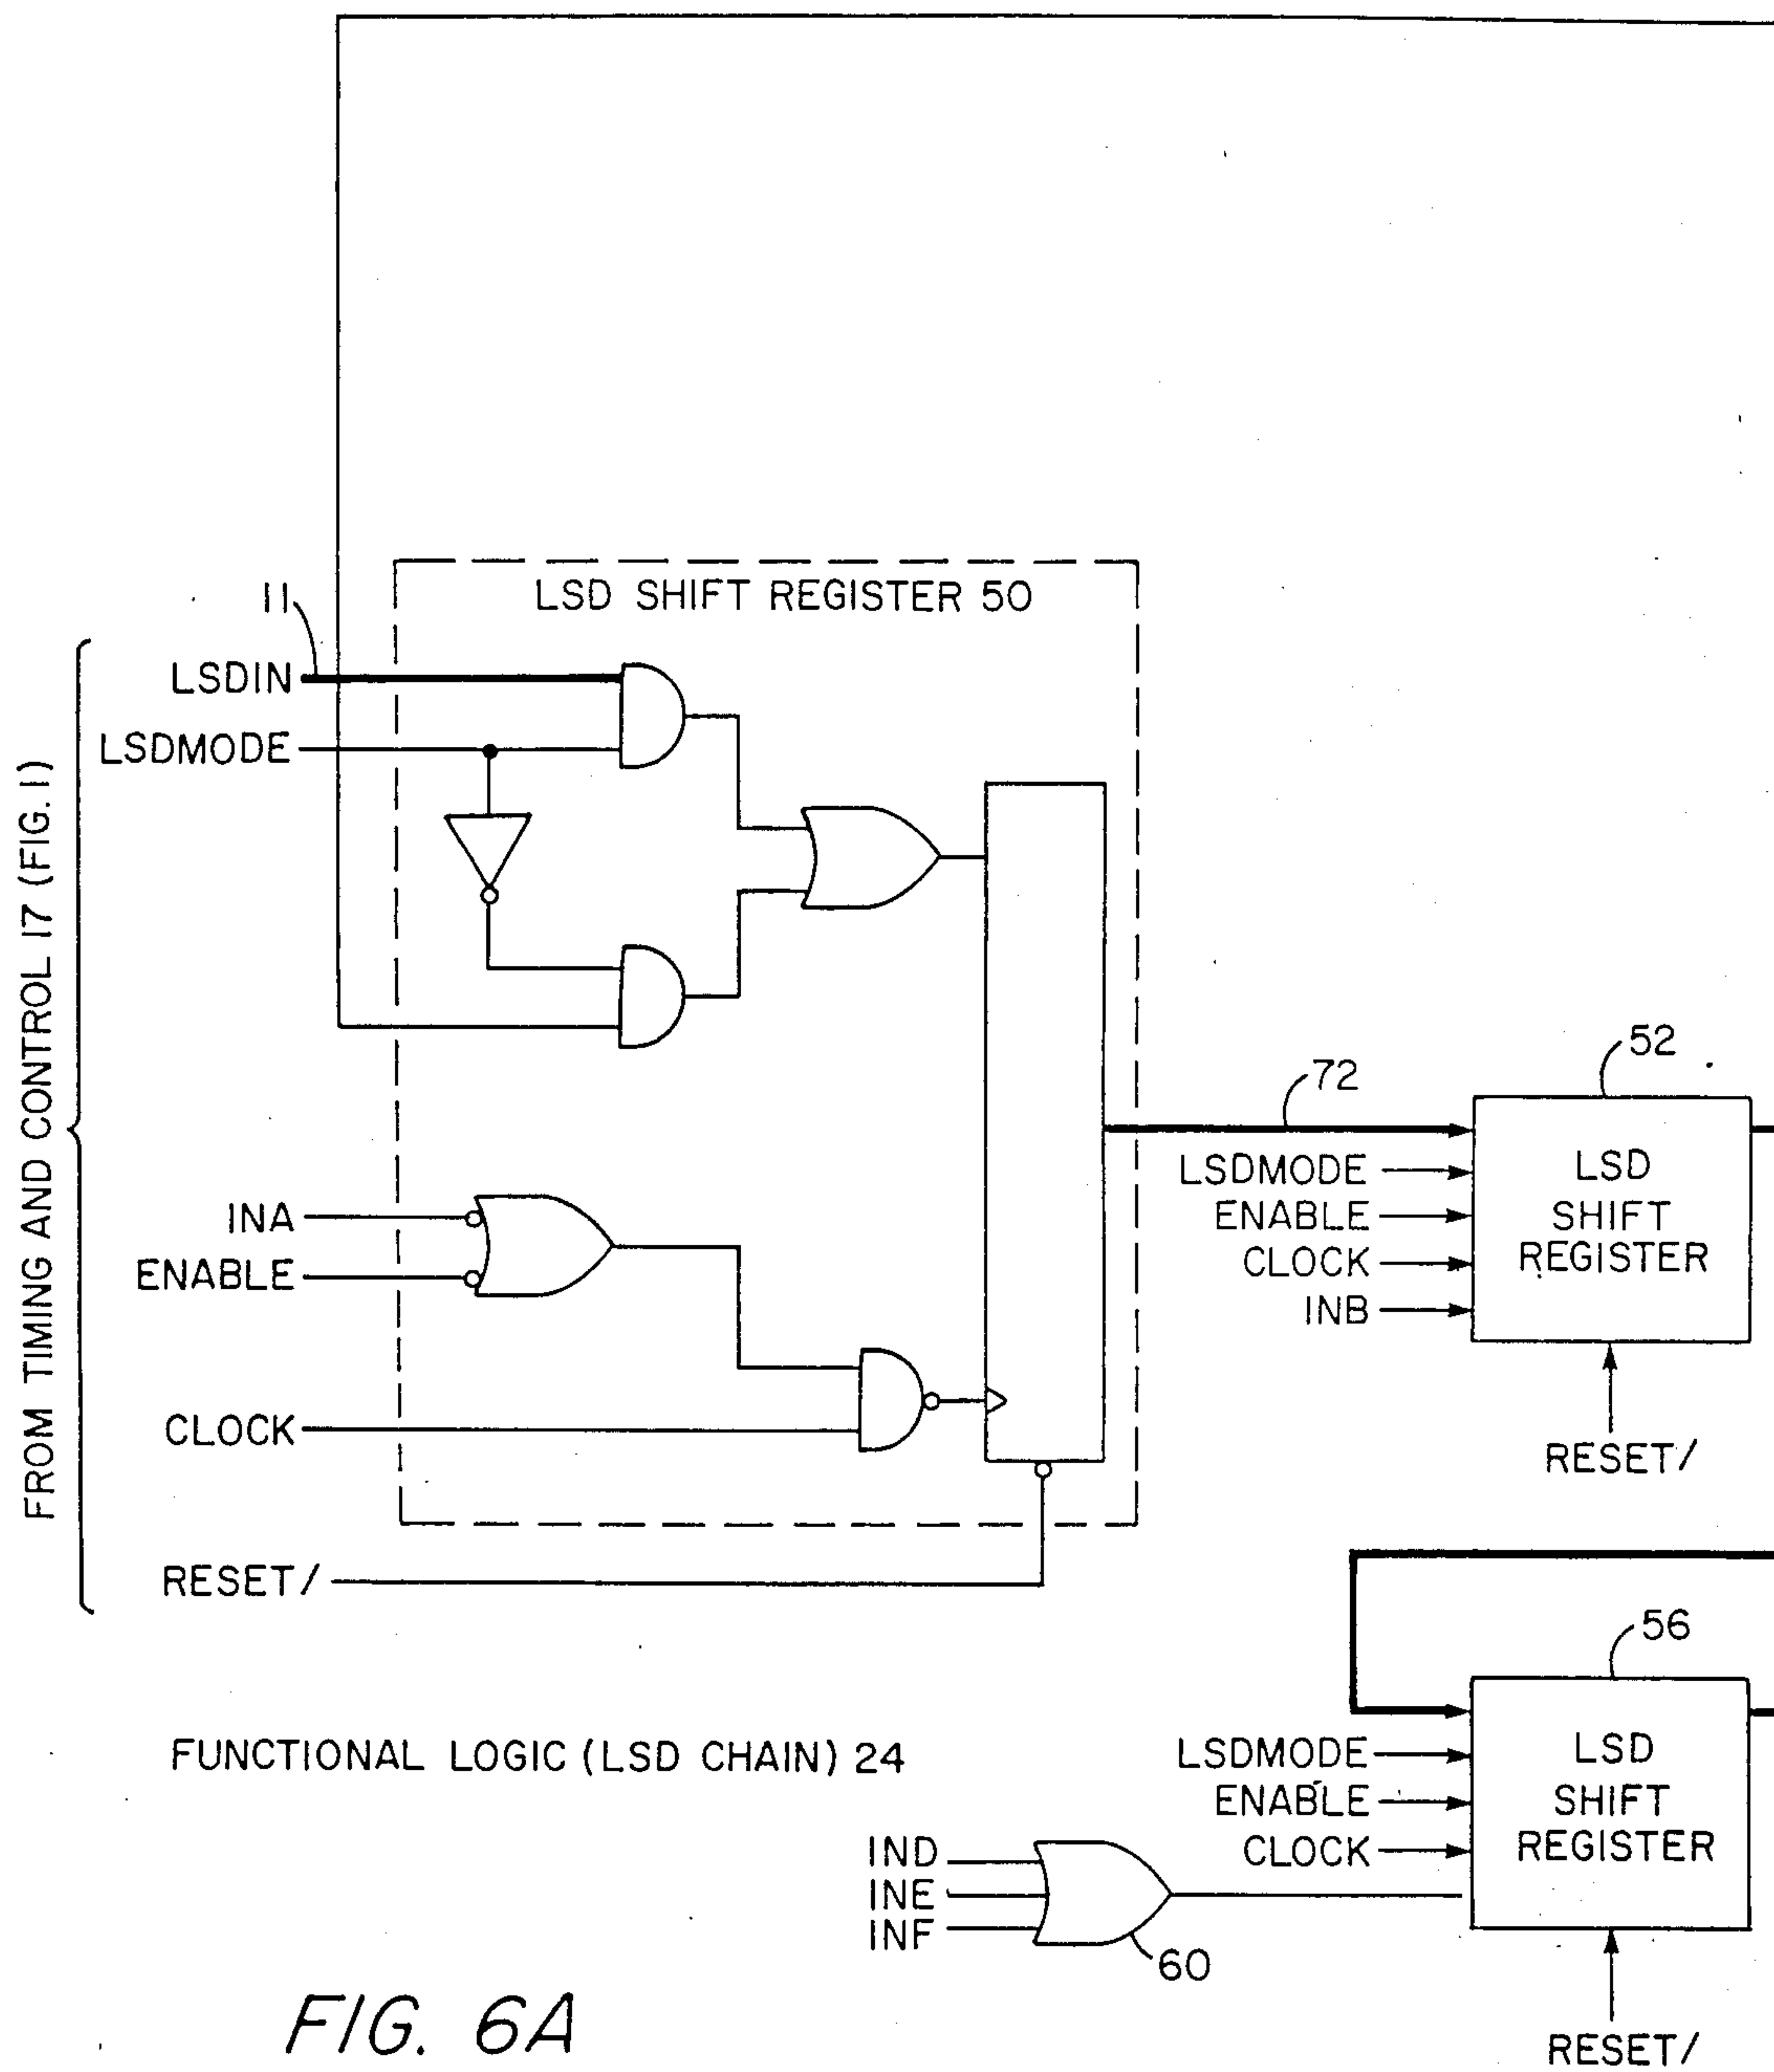 LSD SHIFT REGISTER 50
11
LSDIN
LSDMODE
FROM TIMING AND CONTROL 17 (FIG. 1)
INA
ENABLE
CLOCK
RESET/
72
52
LSDMODE
ENABLE
CLOCK
INB
LSD
SHIFT
REGISTER
RESET/
56
FUNCTIONAL LOGIC (LSD CHAIN) 24
LSDMODE
ENABLE
CLOCK
LSD
SHIFT
REGISTER
IND
INE
INF
60
RESET/
FIG. 6A